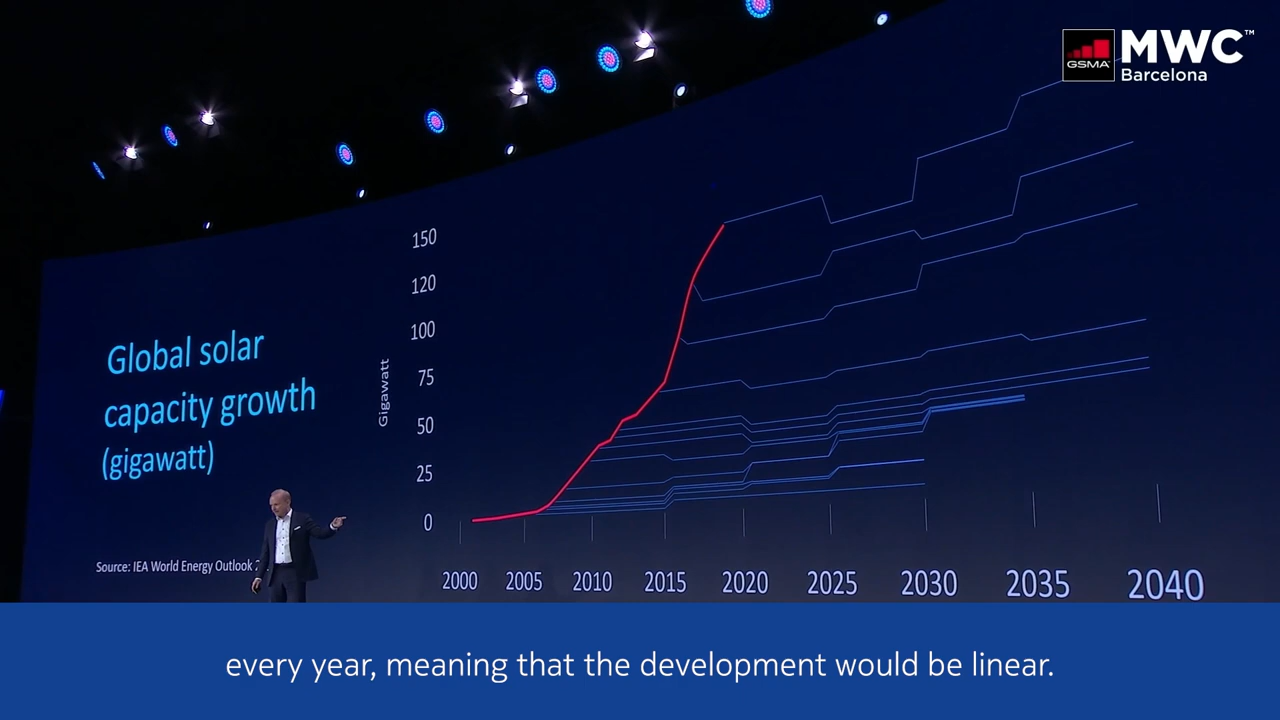 GSMA
MWC™
Barcelona
Global solar
capacity growth
(gigawatt)
Source: IEA World Energy Outlook
Gigawatt
150
120
100
75
50
25
0
2000 2005 2010 2015 2020 2025 2030 2035 2040
every year, meaning that the development would be linear.